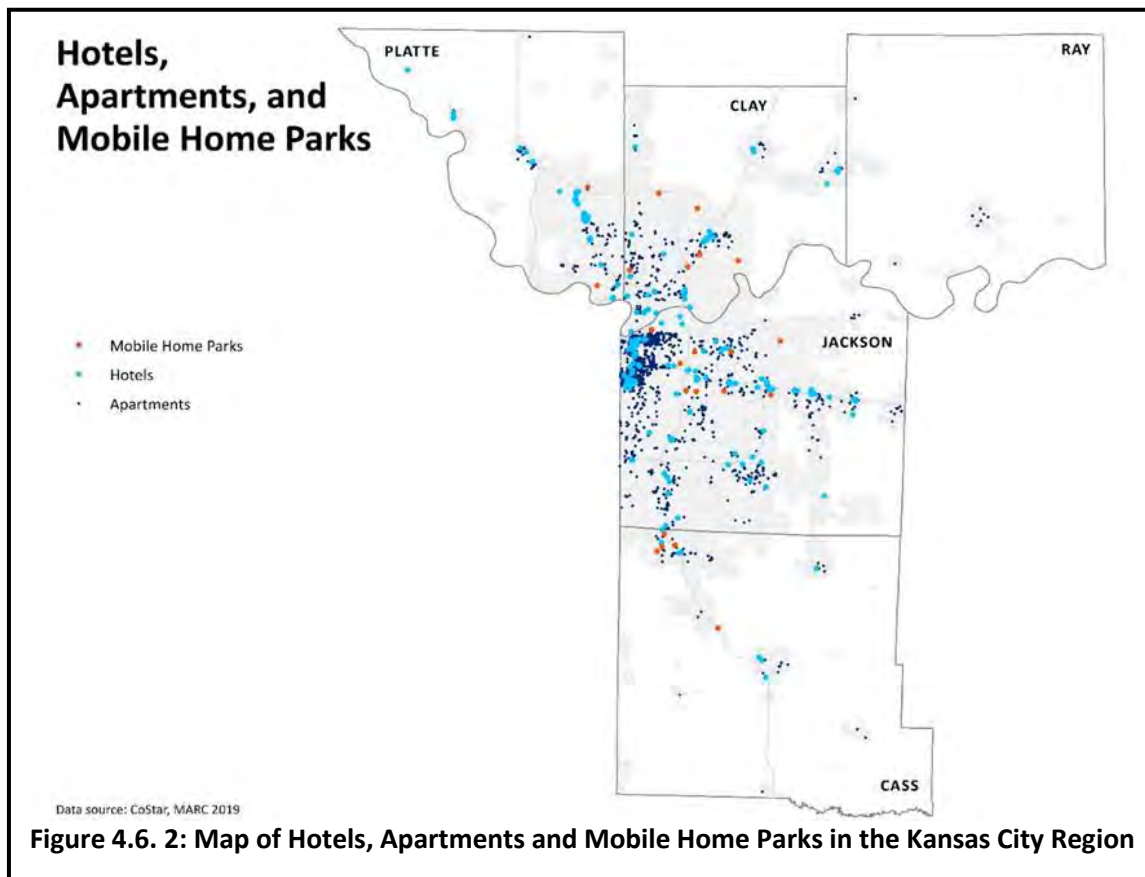 Hotels,
Apartments, and
Mobile Home Parks
PLATTE
RAY
CLAY
JACKSON
Mobile Home Parks
Hotels
Apartments
CASS
Data source: CoStar, MARC 2019
Figure 4.6. 2: Map of Hotels, Apartments and Mobile Home Parks in the Kansas City Region